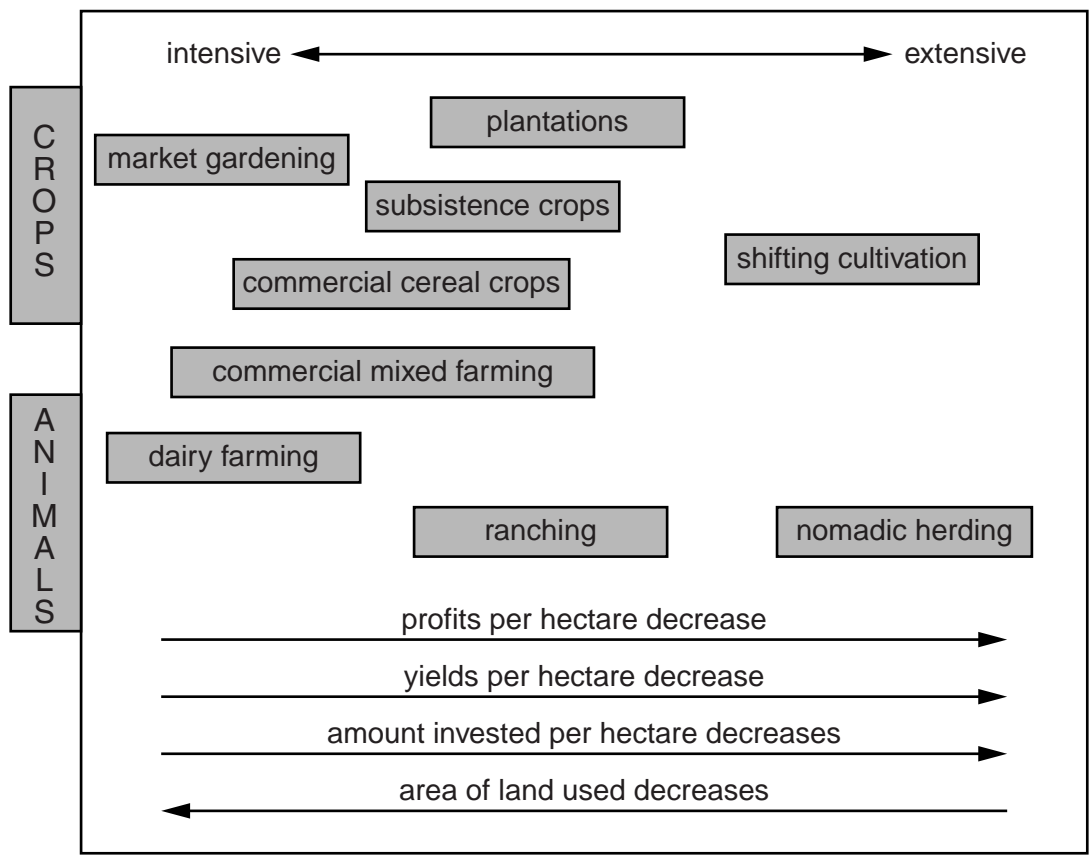 intensive extensive
CROPS
plantations
market gardening
subsistence crops
shifting cultivation
commercial cereal crops
commercial mixed farming
ANIMALS
dairy farming
ranching
nomadic herding
profits per hectare decrease
yields per hectare decrease
amount invested per hectare decreases
area of land used decreases